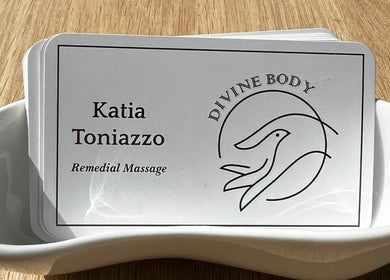 Katia
Toniazzo
Remedial Massage
DIVINE BODY